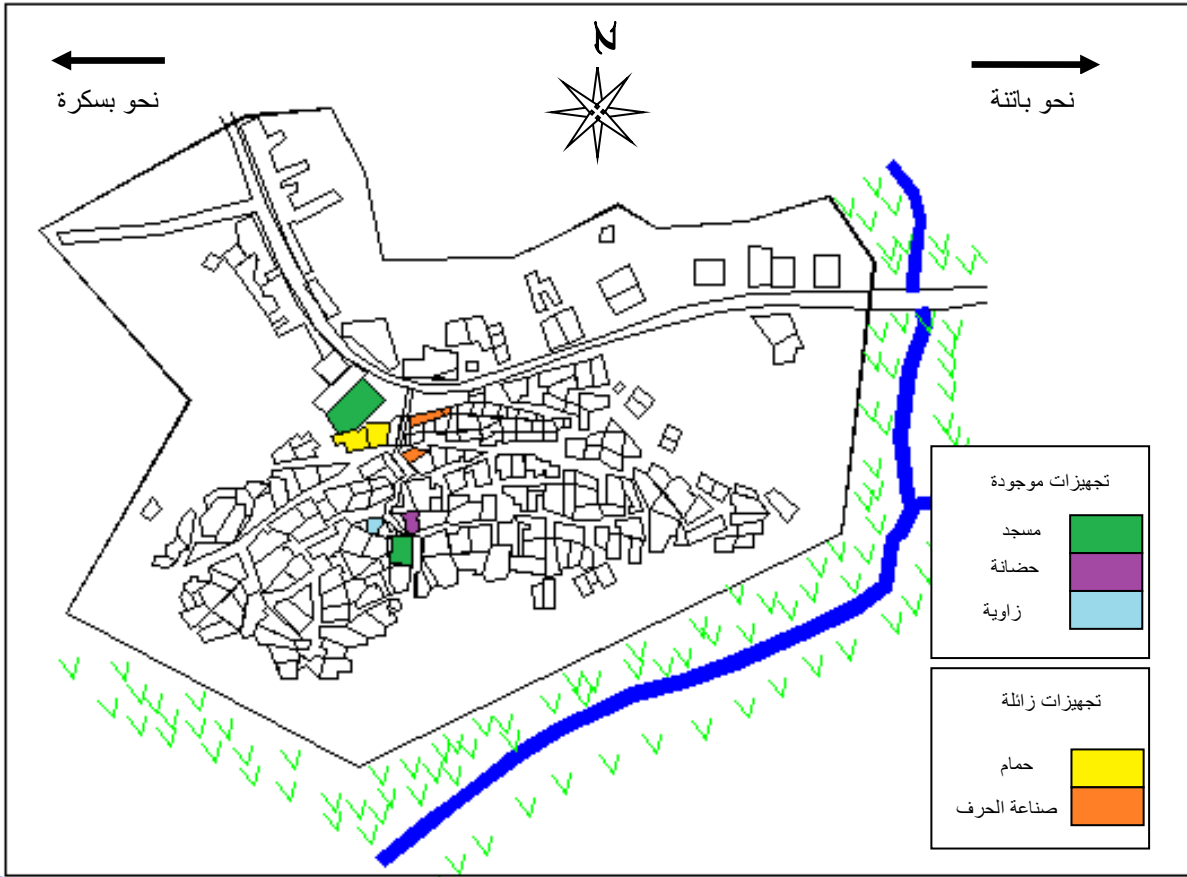 N
نحو باتنة
نحو بسكرة
تجهيزات موجودة
مسجد
حضانة
زاوية
تجهيزات زائلة
حمام
صناعة الحرف